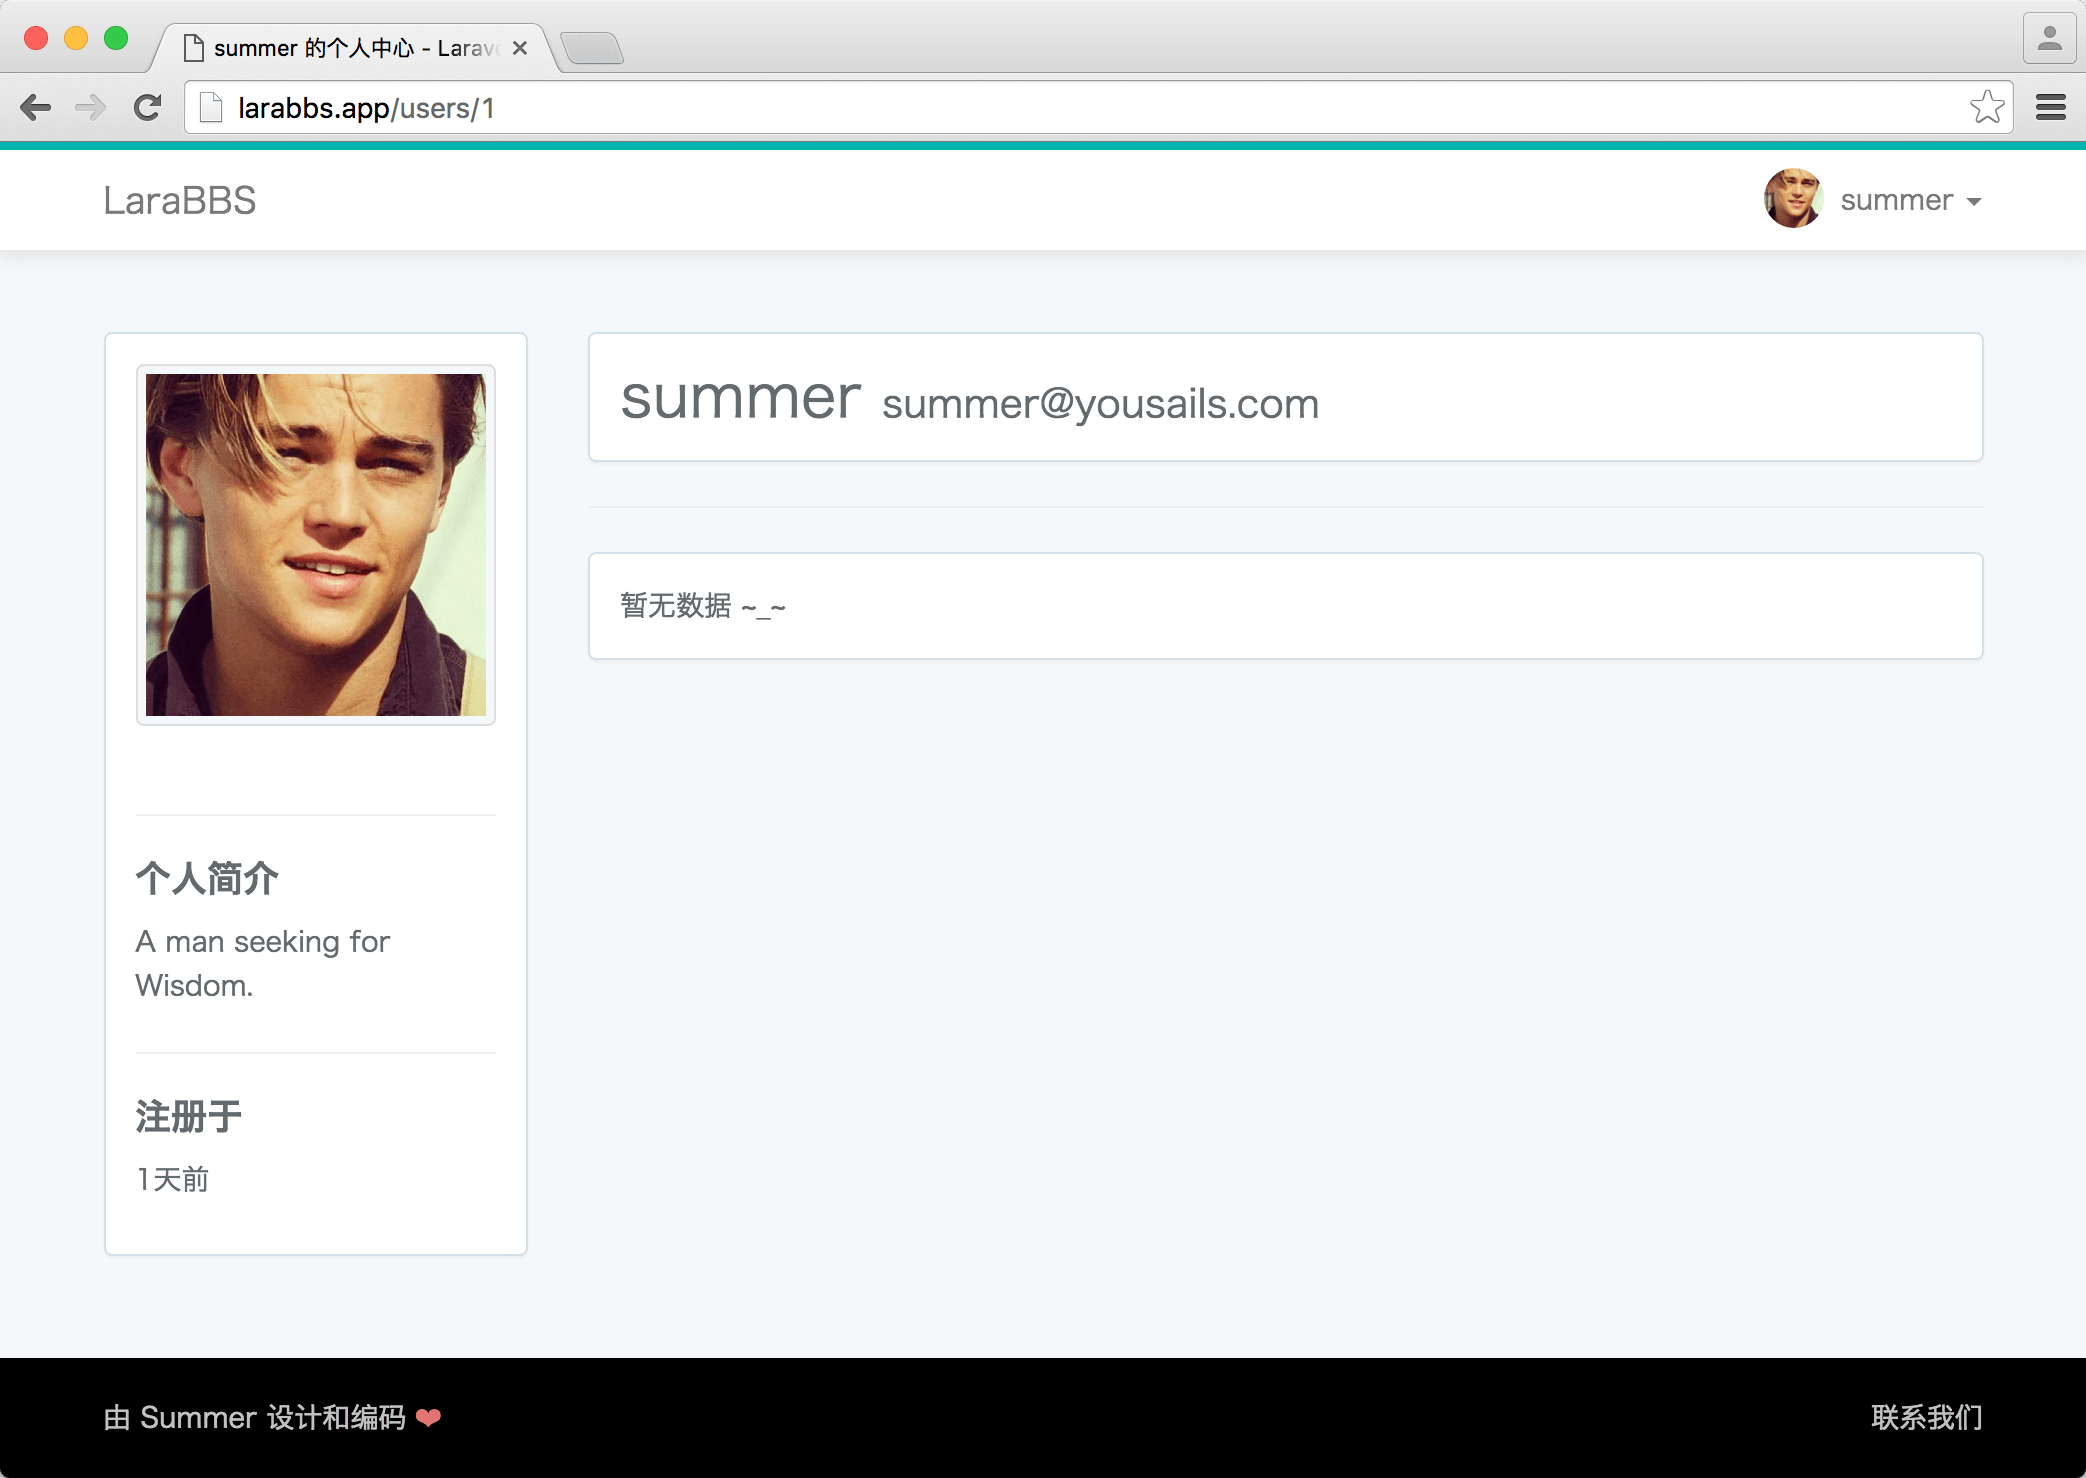 summer 的个人中心 - Larav
larabbs.app/users/1
LaraBBS
summer
summer summer@yousails.com
暂无数据 ~_~
个人简介
A man seeking for
Wisdom.
注册于
1天前
由 Summer 设计和编码 ❤
联系我们